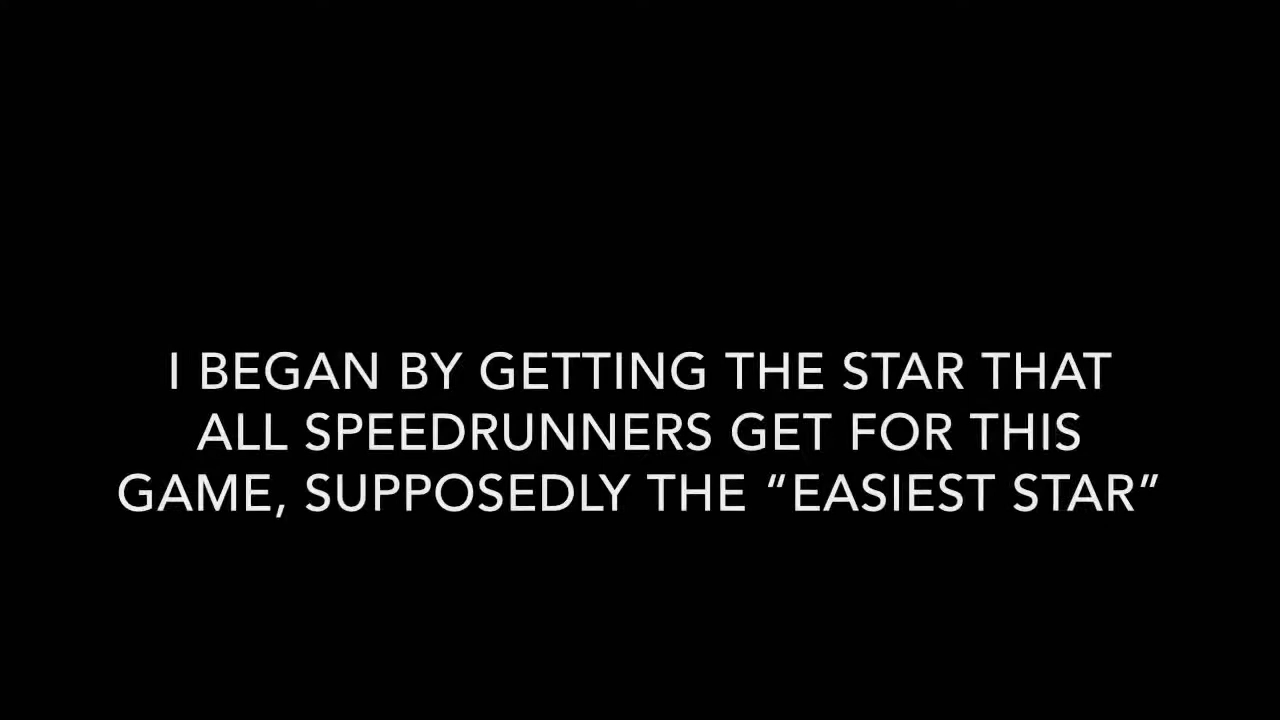 I BEGAN BY GETTING THE STAR THAT
ALL SPEEDRUNNERS GET FOR THIS
GAME, SUPPOSEDLY THE “EASIEST STAR”